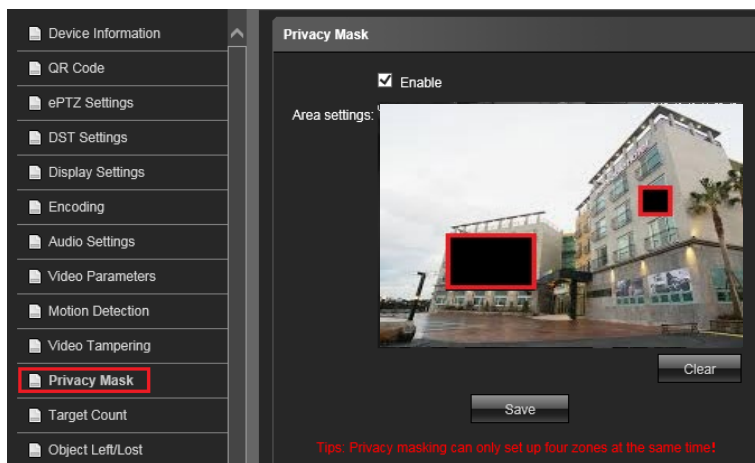 Device Information
QR Code
ePTZ Settings
DST Settings
Display Settings
Encoding
Audio Settings
Video Parameters
Motion Detection
Video Tampering
Privacy Mask
Target Count
Object Left/Lost
Privacy Mask
Enable
Area settings:
Clear
Save
Tips: Privacy masking can only set up four zones at the same time!